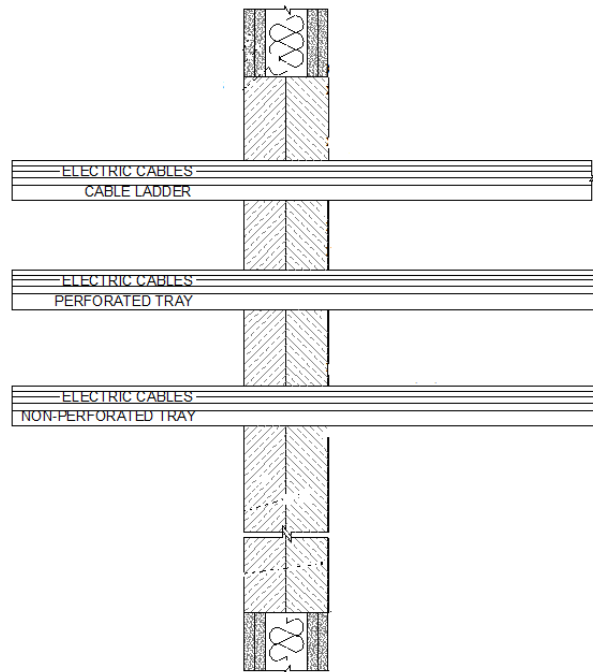 ELECTRIC CABLES
CABLE LADDER
ELECTRIC CABLES
PERFORATED TRAY
ELECTRIC CABLES
NON-PERFORATED TRAY